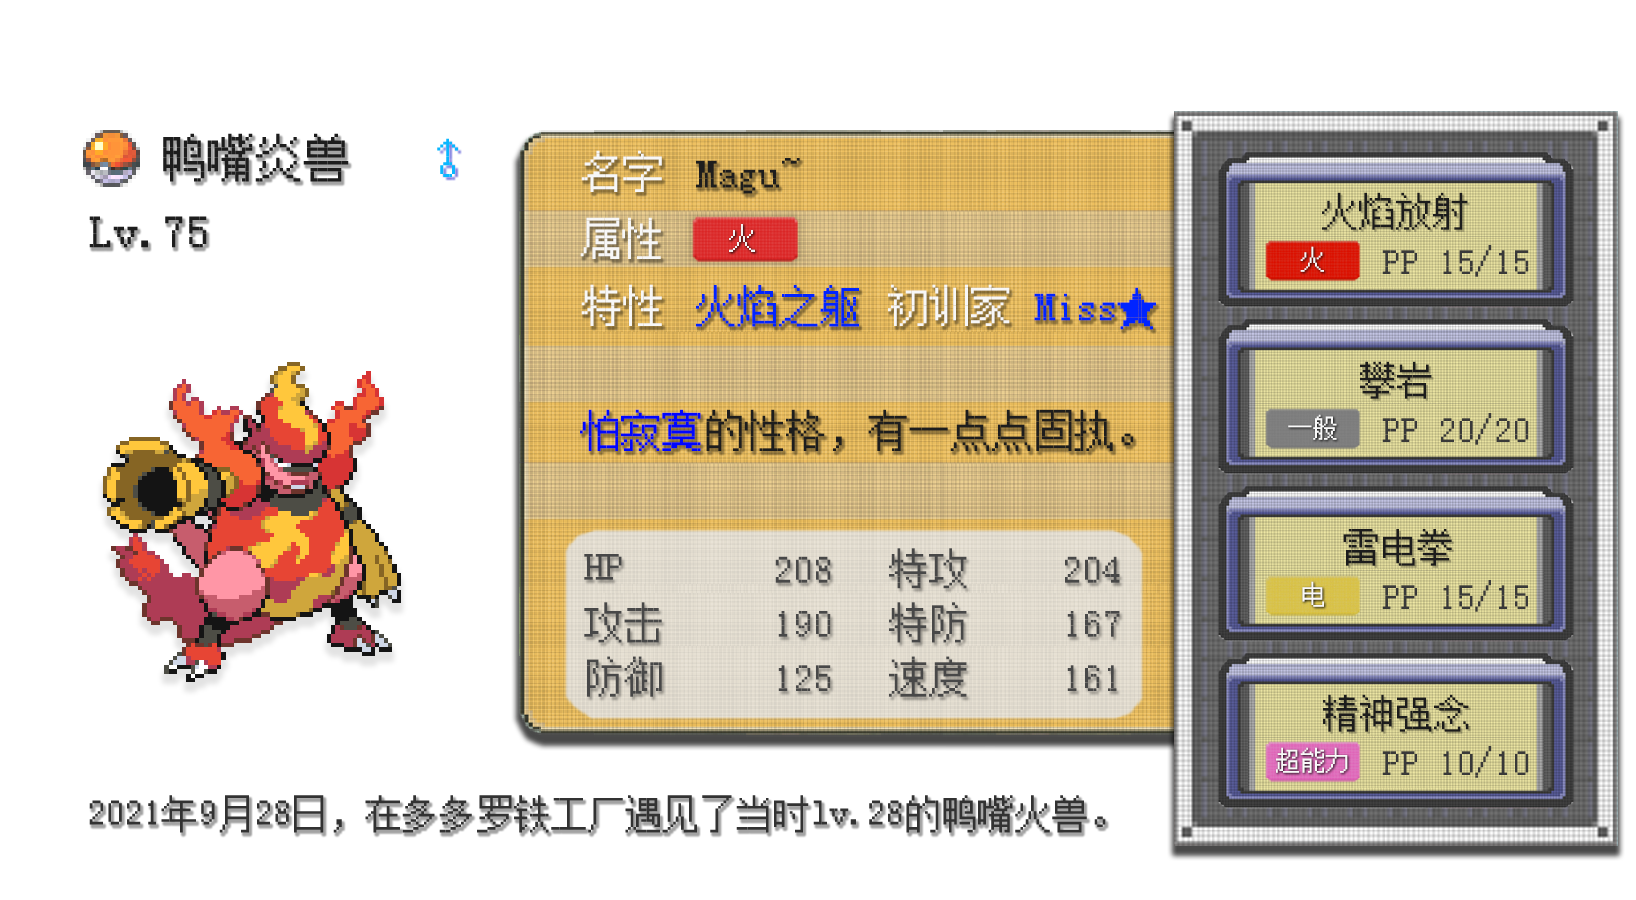 鸭嘴炎兽
Lv.75
名字 Magu~
属性 火
特性 火焰之躯 初训家 Miss★
怕寂寞的性格，有一点点固执。
HP 208 特攻 204
攻击 190 特防 167
防御 125 速度 161
火焰放射
火 PP 15/15
攀岩
一般 PP 20/20
雷电拳
电 PP 15/15
精神强念
超能力 PP 10/10
2021年9月28日，在多多罗铁工厂遇见了当时lv.28的鸭嘴火兽。